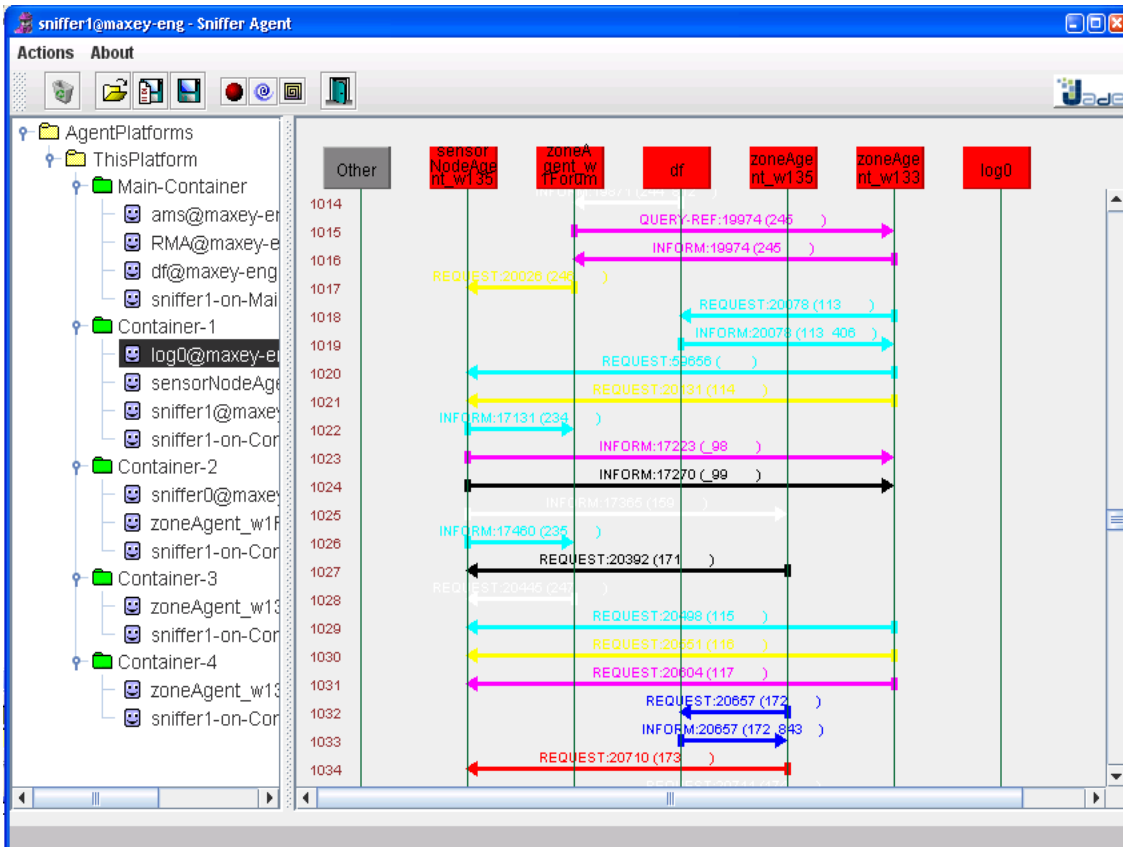 sniffer1@maxey-eng - Sniffer Agent
Actions About
Jade
AgentPlatforms
ThisPlatform
Main-Container
ams@maxey-er
RMA@maxey-e
df@maxey-eng
sniffer1-on-Mai
Container-1
log0@maxey-er
sensorNodeAge
sniffer1@maxey
sniffer1-on-Cor
Container-2
sniffer0@maxey
zoneAgent_w1F
sniffer1-on-Cor
Container-3
zoneAgent_w13
sniffer1-on-Cor
Container-4
zoneAgent_w13
sniffer1-on-Cor
Other
sensor
NodeAge
nt_w135
zoneA
gent_w
1Forum
df
zoneAge
nt_w135
zoneAge
nt_w133
log0
1014
1015 QUERY-REF:19974 (245 )
1016 INFORM:19974 (245 )
1017 REQUEST:20026 (246 )
1018 REQUEST:20078 (113 )
1019 INFORM:20078 (113 406 )
1020 REQUEST:59656 ( )
1021 REQUEST:20131 (114 )
1022 INFORM:17131 (234 )
1023 INFORM:17223 (_98 )
1024 INFORM:17270 (_99 )
1025 INFORM:17365 (159 )
1026 INFORM:17460 (235 )
1027 REQUEST:20392 (171 )
1028 REQUEST:20445 (247 )
1029 REQUEST:20498 (115 )
1030 REQUEST:20551 (116 )
1031 REQUEST:20604 (117 )
1032 REQUEST:20657 (172 )
1033 INFORM:20657 (172 843 )
1034 REQUEST:20710 (173 )